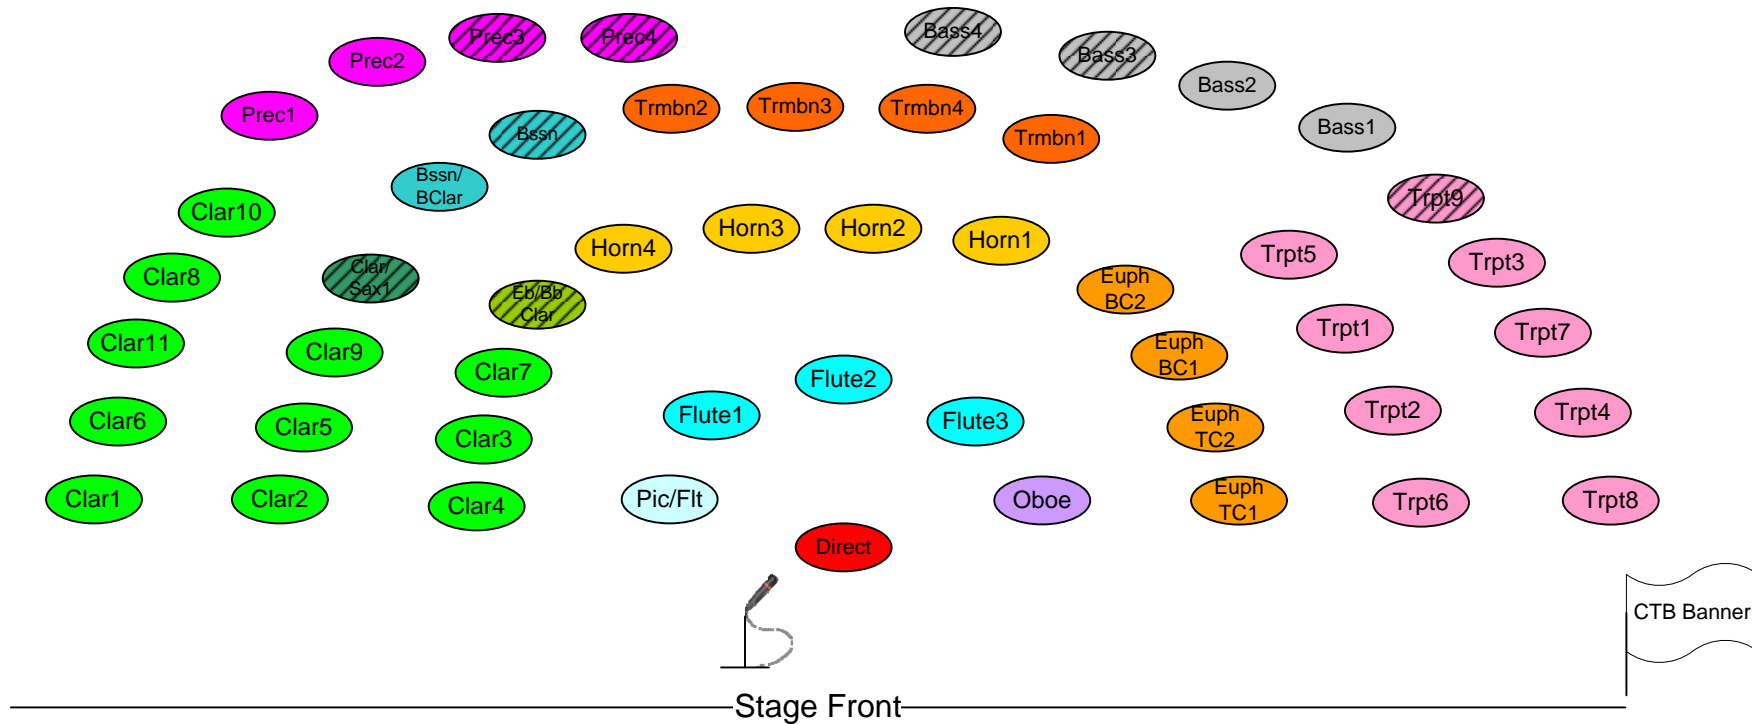 Prec3
Prec4
Bass4
Bass3
Prec2
Bass2
Prec1
Trmbn2
Trmbn3
Trmbn4
Trmbn1
Bass1
Bssn
Bssn/
BClar
Trpt9
Clar10
Horn4
Horn3
Horn2
Horn1
Trpt5
Trpt3
Clar8
Clar/
Sax1
Eb/Bb
Clar
Euph
BC2
Clar11
Clar9
Clar7
Euph
BC1
Trpt1
Trpt7
Flute2
Clar6
Clar5
Clar3
Flute1
Flute3
Euph
TC2
Trpt2
Trpt4
Clar1
Clar2
Clar4
Pic/Flt
Oboe
Euph
TC1
Trpt6
Trpt8
Direct
CTB Banner
Stage Front